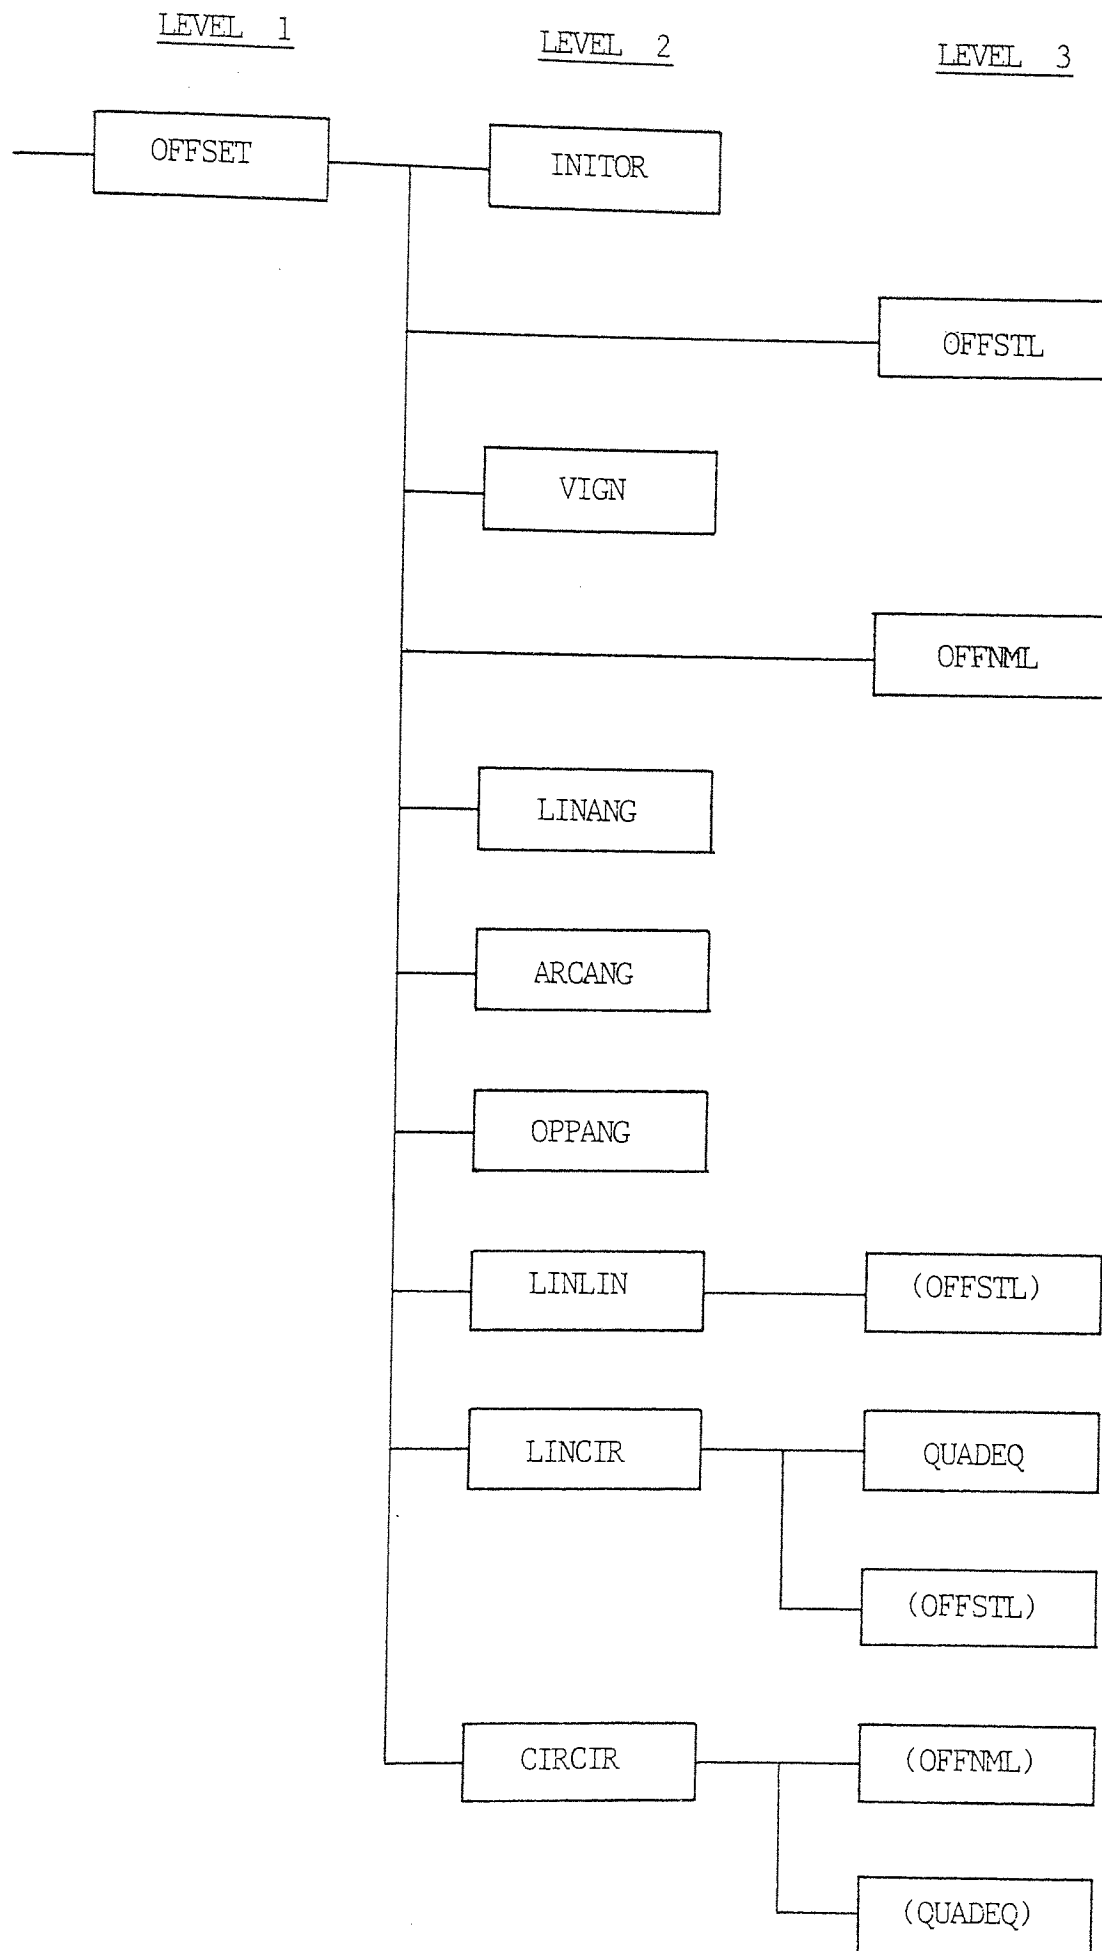 LEVEL 1
LEVEL 2
LEVEL 3
OFFSET
INITOR
OFFSTL
VIGN
OFFNML
LINANG
ARCANG
OPPANG
LINLIN
(OFFSTL)
LINCIR
QUADEQ
(OFFSTL)
CIRCIR
(OFFNML)
(QUADEQ)